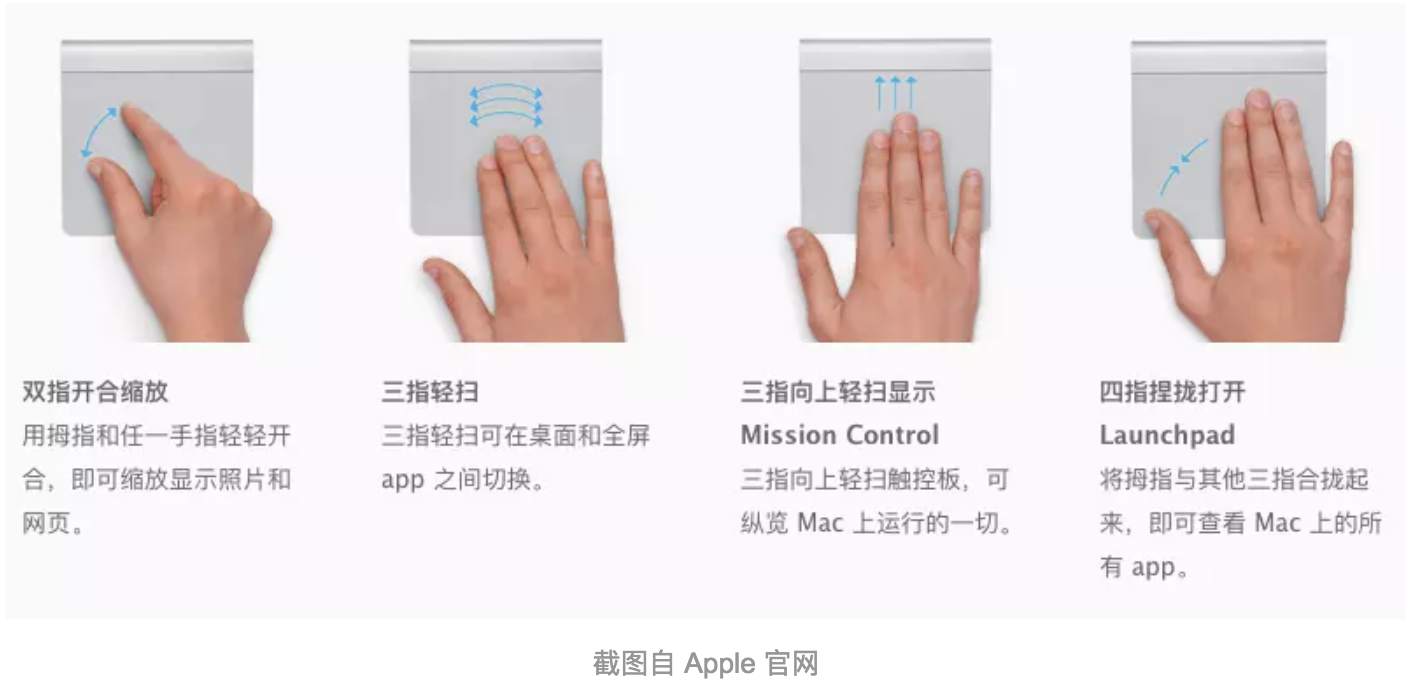 双指开合缩放
用拇指和任一手指轻轻开
合，即可缩放显示照片和
网页。
三指轻扫
三指轻扫可在桌面和全屏
app 之间切换。
三指向上轻扫显示
Mission Control
三指向上轻扫触控板，可
纵览 Mac 上运行的一切。
四指捏拢打开
Launchpad
将拇指与其他三指合拢起
来，即可查看 Mac 上的所
有 app。
截图自 Apple 官网